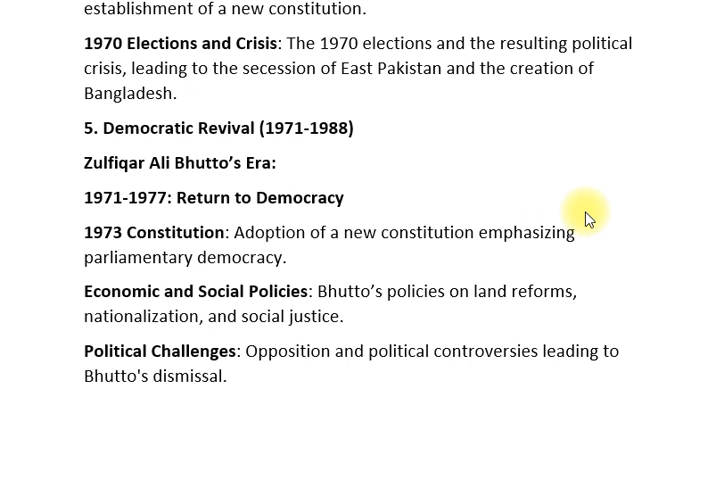 establishment of a new constitution.
1970 Elections and Crisis: The 1970 elections and the resulting political
crisis, leading to the secession of East Pakistan and the creation of
Bangladesh.
5. Democratic Revival (1971-1988)
Zulfiqar Ali Bhutto’s Era:
1971-1977: Return to Democracy
1973 Constitution: Adoption of a new constitution emphasizing
parliamentary democracy.
Economic and Social Policies: Bhutto’s policies on land reforms,
nationalization, and social justice.
Political Challenges: Opposition and political controversies leading to
Bhutto's dismissal.